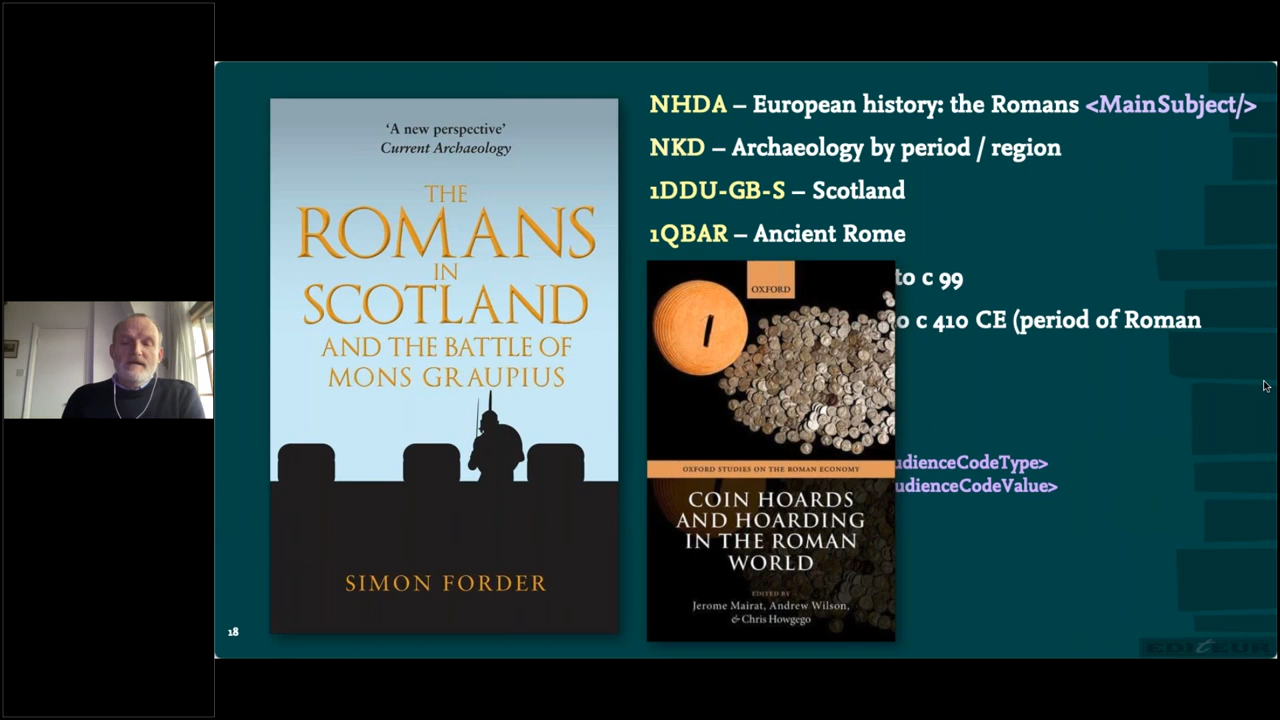 'A new perspective'
Current Archaeology
THE
ROMANS
IN
SCOTLAND
AND THE BATTLE OF
MONS GRAUPIUS
SIMON FORDER
NHDA – European history: the Romans <MainSubject/>
NKD – Archaeology by period / region
1DDU-GB-S – Scotland
1QBAR – Ancient Rome
to c 99
o c 410 CE (period of Roman
udienceCodeType>
udienceCodeValue>
OXFORD
OXFORD STUDIES ON THE ROMAN ECONOMY
COIN HOARDS
AND HOARDING
IN THE ROMAN
WORLD
EDITED BY
Jerome Mairat, Andrew Wilson,
& Chris Howgego
18
EDITEUR